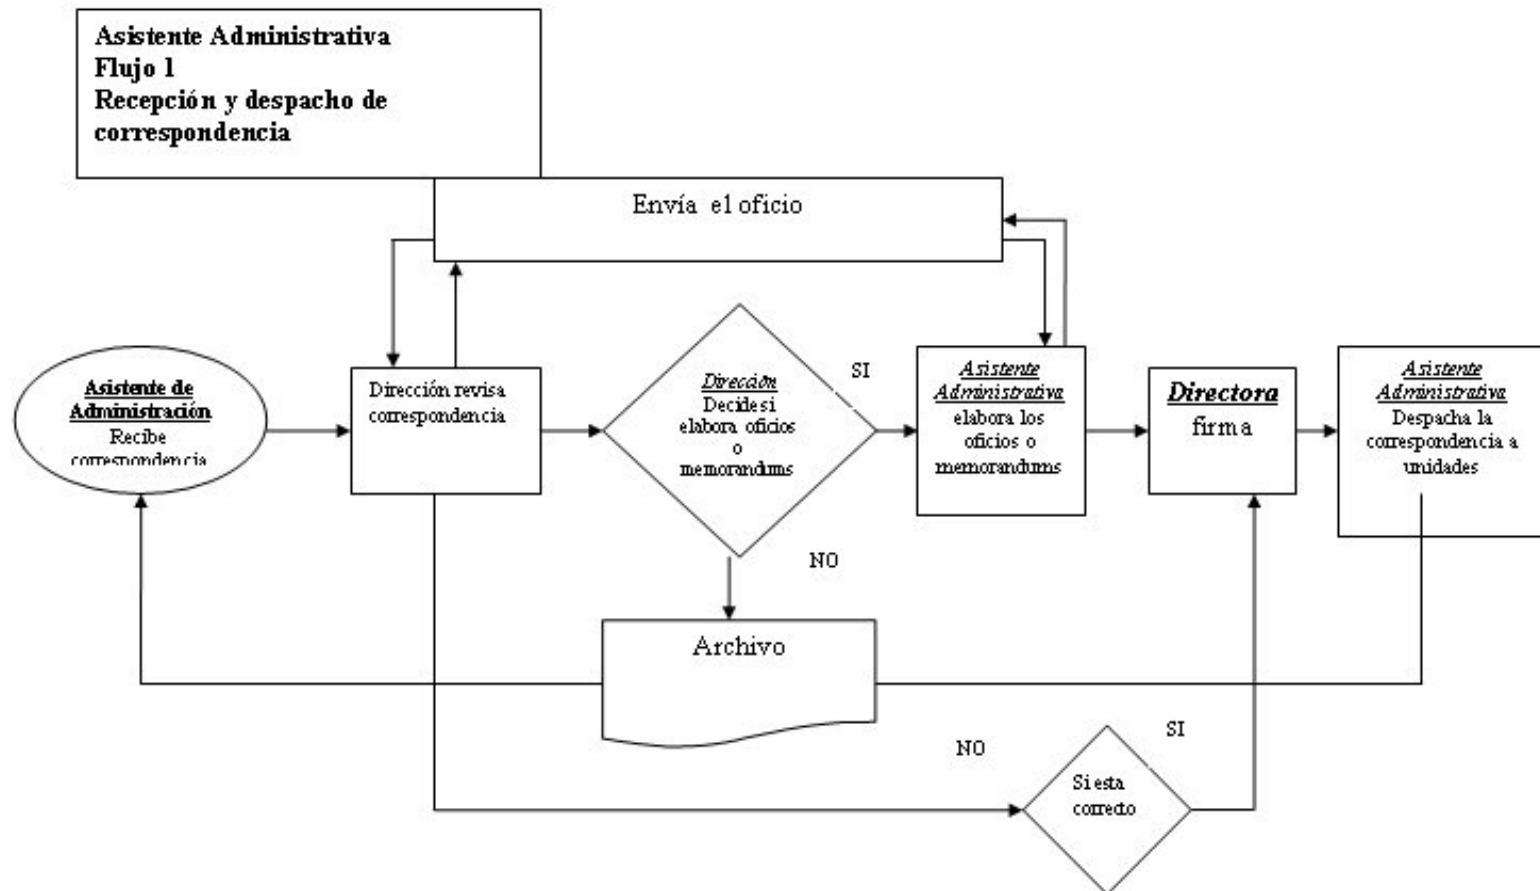 Asistente Administrativa
Flujo 1
Recepción y despacho de
correspondencia
Envía el oficio
Asistente de
Administración
Recibe
correspondencia
Dirección revisa
correspondencia
Dirección
Decide si
elabora oficios
o
memorandums
SI
Asistente
Administrativa
elabora los
oficios o
memorandums
Directora
firma
Asistente
Administrativa
Despacha la
correspondencia a
unidades
NO
Archivo
NO
SI
Si esta
correcto